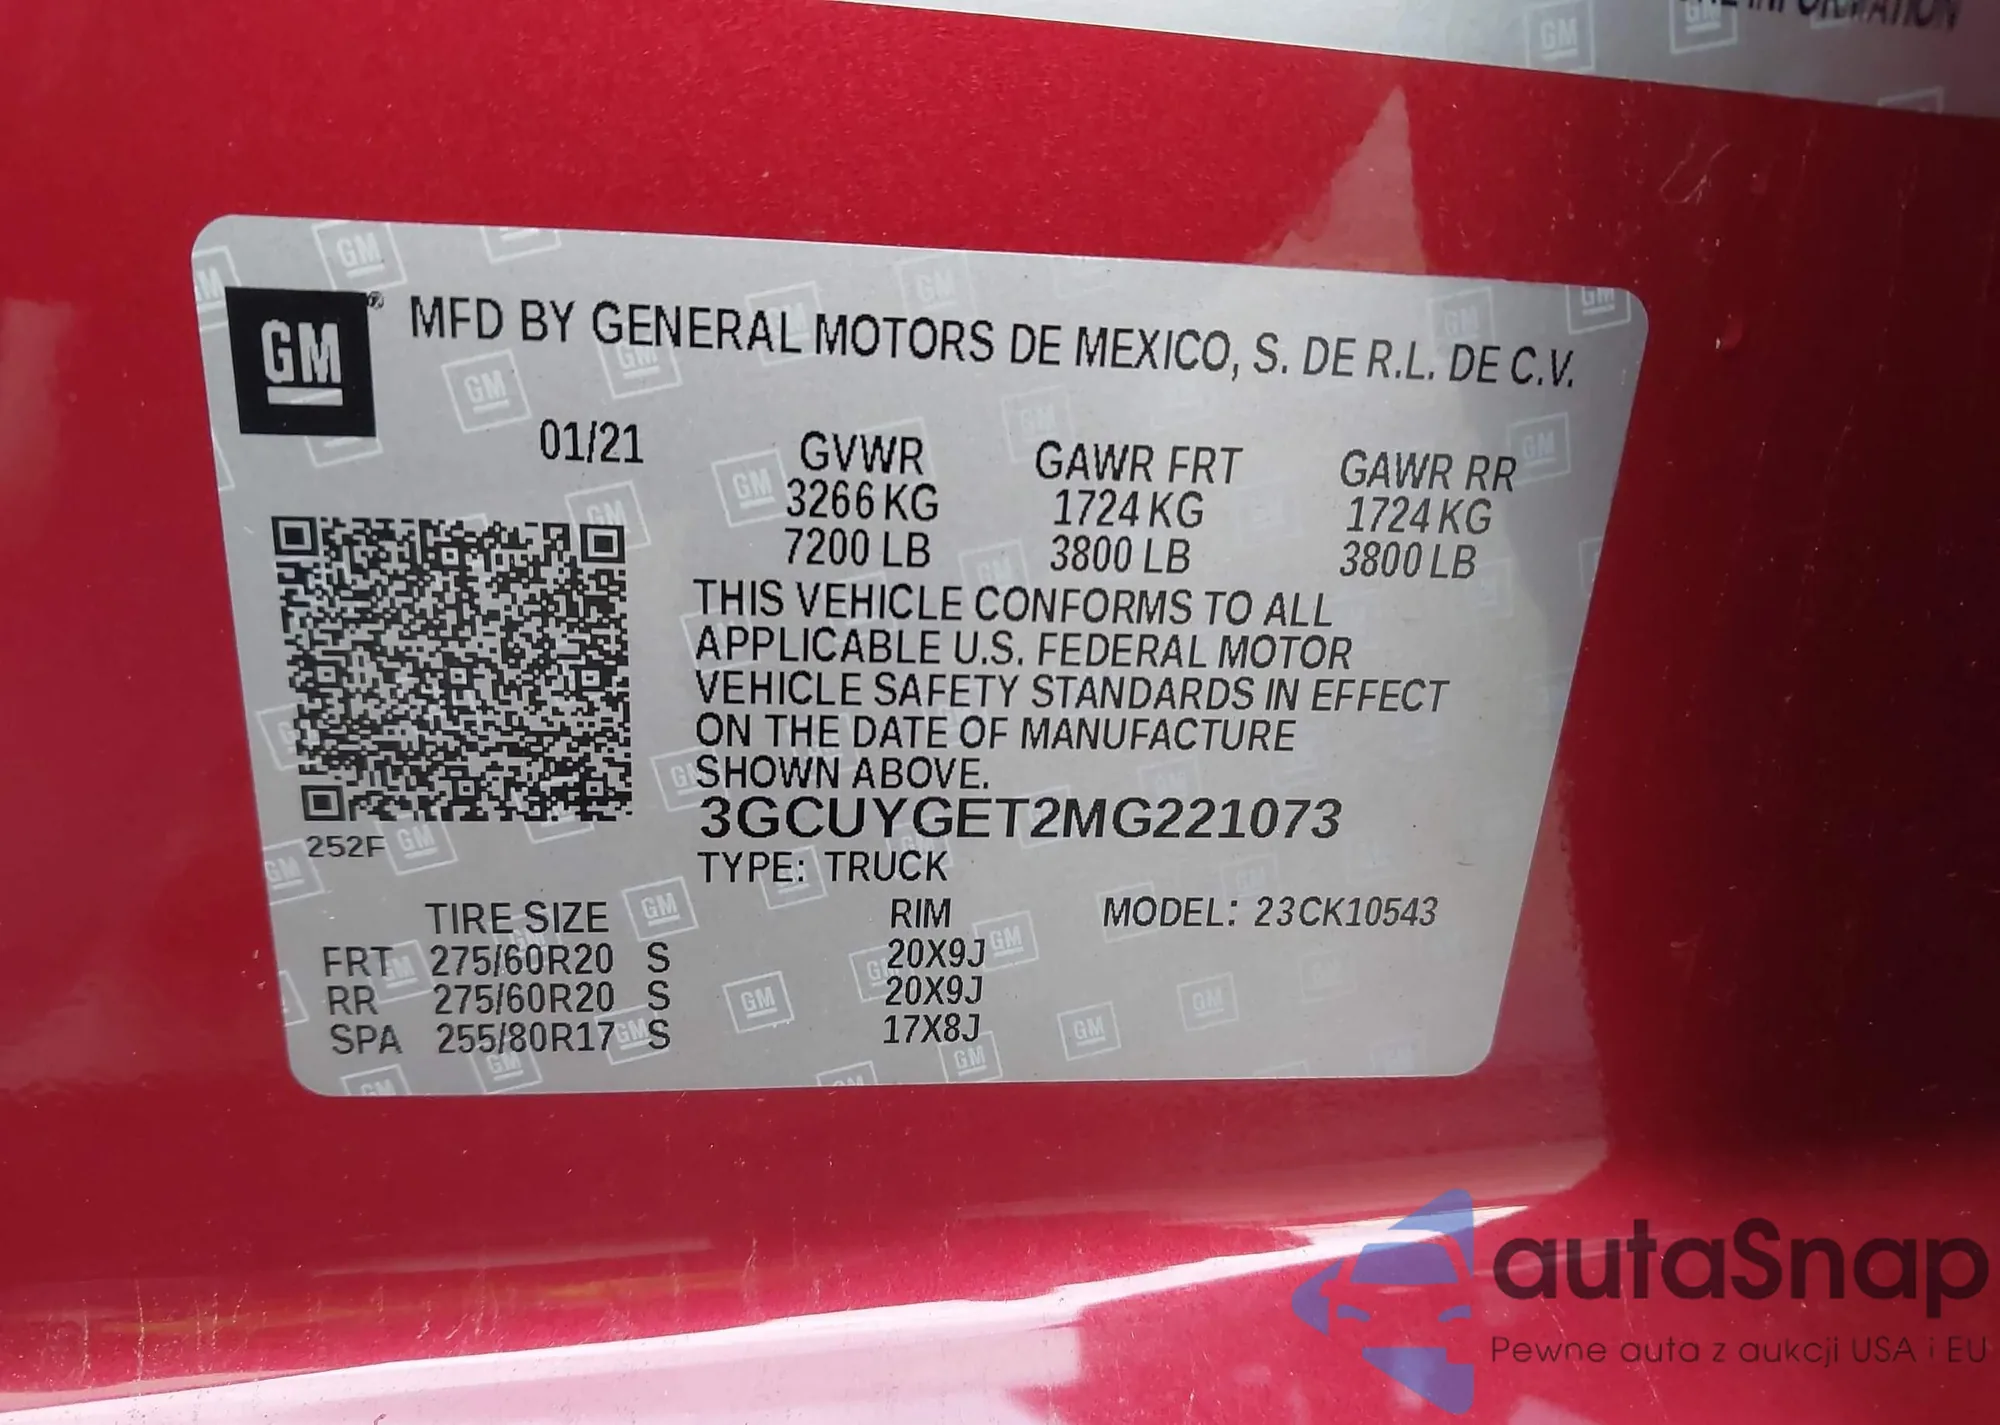 INFORMATION
GM® MFD BY GENERAL MOTORS DE MEXICO, S. DE R.L. DE C.V.
01/21 GVWR GAWR FRT GAWR RR
3266 KG 1724 KG 1724 KG
7200 LB 3800 LB 3800 LB
THIS VEHICLE CONFORMS TO ALL
APPLICABLE U.S. FEDERAL MOTOR
VEHICLE SAFETY STANDARDS IN EFFECT
ON THE DATE OF MANUFACTURE
SHOWN ABOVE.
3GCUYGET2MG221073
252F
TYPE: TRUCK
TIRE SIZE RIM MODEL: 23CK10543
FRT 275/60R20 S 20X9J
RR 275/60R20 S 20X9J
SPA 255/80R17 S 17X8J
autaSnap
Pewne auta z aukcji USA i EU